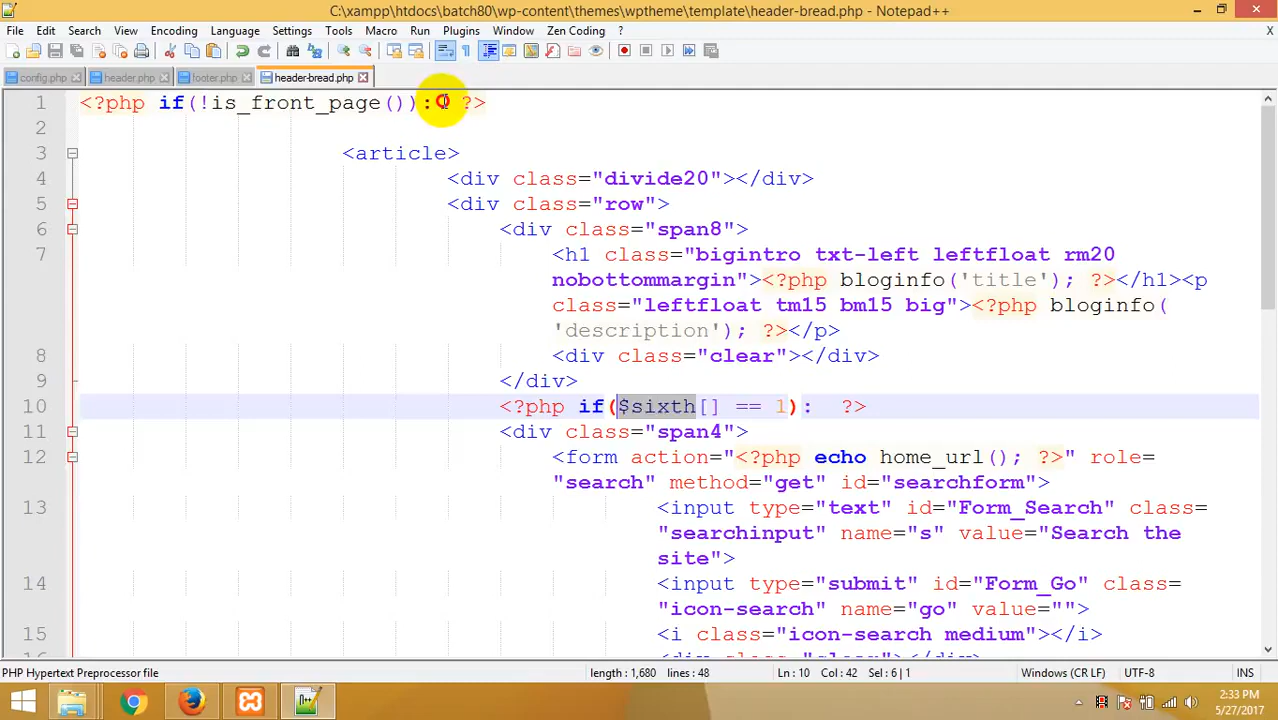 C:\xampp\htdocs\batch80\wp-content\themes\wptheme\template\header-bread.php - Notepad++
File Edit Search View Encoding Language Settings Tools Macro Run Plugins Window Zen Coding ? X
config.php header.php footer.php header-bread.php
1 <?php if(!is_front_page()): ?>
2
3 <article>
4 <div class="divide20"></div>
5 <div class="row">
6 <div class="span8">
7 <h1 class="bigintro txt-left leftfloat rm20
nobottommargin"><?php bloginfo('title'); ?></h1><p
class="leftfloat tm15 bm15 big"><?php bloginfo(
'description'); ?></p>
8 <div class="clear"></div>
9 </div>
10 <?php if($sixth[] == 1): ?>
11 <div class="span4">
12 <form action="<?php echo home_url(); ?>" role=
"search" method="get" id="searchform">
13 <input type="text" id="Form_Search" class=
"searchinput" name="s" value="Search the
site">
14 <input type="submit" id="Form_Go" class=
"icon-search" name="go" value="">
15 <i class="icon-search medium"></i>
16 <div class="clear"></div>
PHP Hypertext Preprocessor file length : 1,680 lines : 48 Ln : 10 Col : 42 Sel : 6 | 1 Windows (CR LF) UTF-8 INS
2:33 PM
5/27/2017